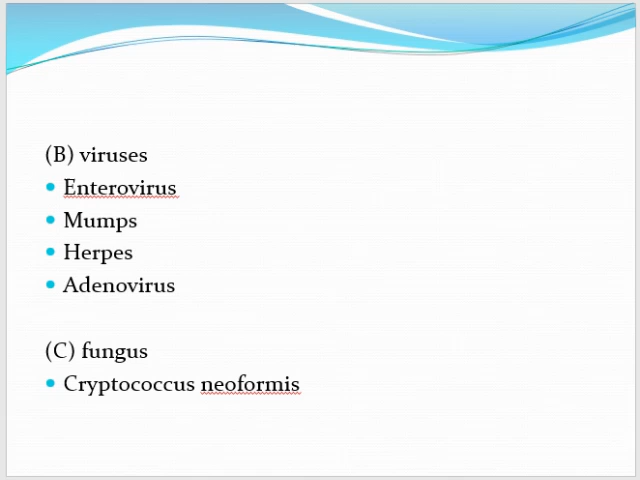 (B) viruses
• Enterovirus
• Mumps
• Herpes
• Adenovirus
(C) fungus
• Cryptococcus neoformis